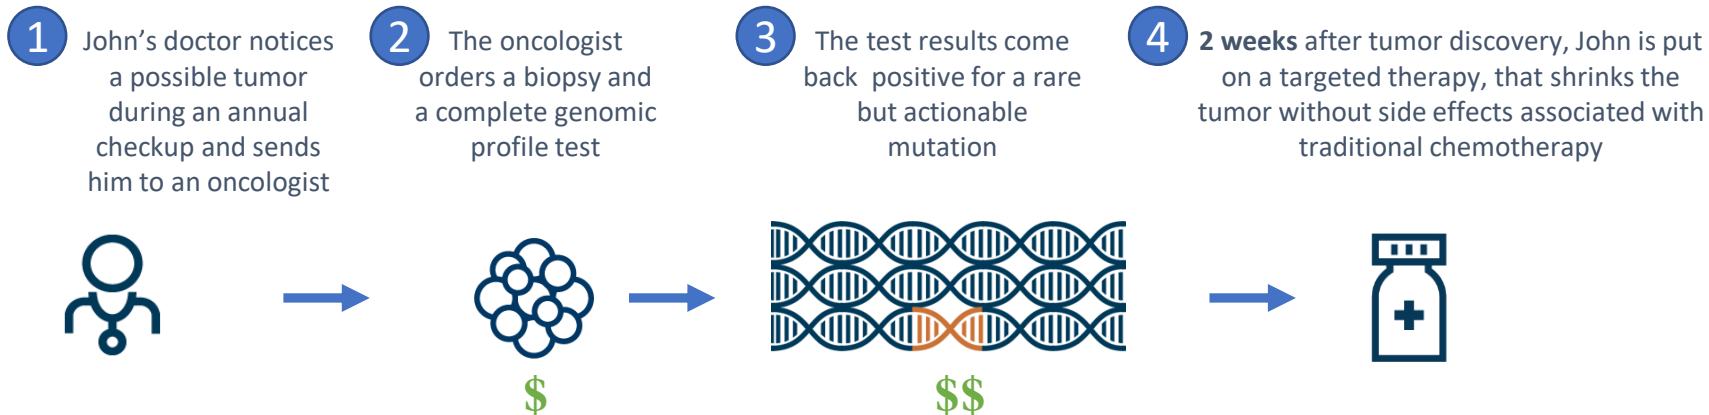 1
John's doctor notices
a possible tumor
during an annual
checkup and sends
him to an oncologist
2
The oncologist
orders a biopsy and
a complete genomic
profile test
3
The test results come
back positive for a rare
but actionable
mutation
4
2 weeks after tumor discovery, John is put
on a targeted therapy, that shrinks the
tumor without side effects associated with
traditional chemotherapy
$
$$